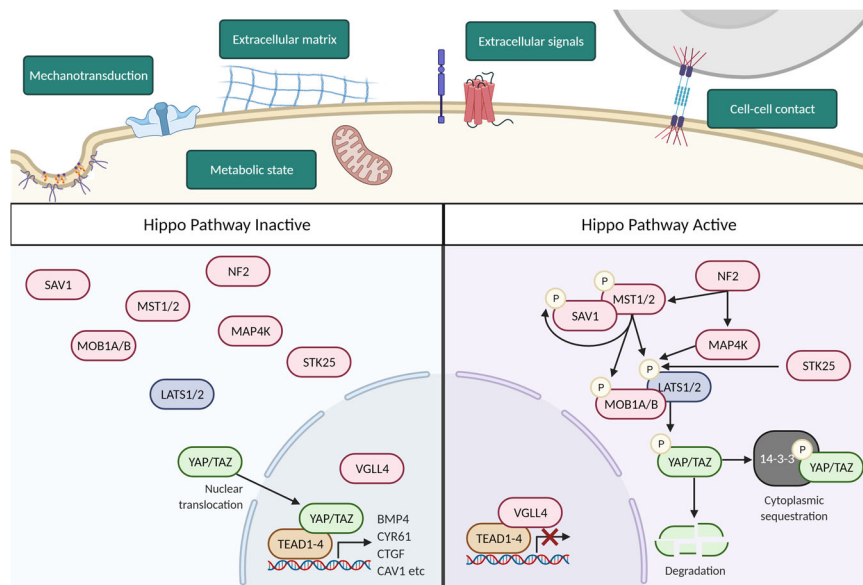 Extracellular matrix
Extracellular signals
Mechanotransduction
Cell-cell contact
Metabolic state
Hippo Pathway Inactive
SAV1
NF2
MST1/2
MOB1A/B
MAP4K
STK25
LATS1/2
YAP/TAZ
Nuclear
translocation
VGLL4
YAP/TAZ
TEAD1-4
BMP4
CYR61
CTGF
CAV1 etc
Hippo Pathway Active
P
P
MST1/2
SAV1
NF2
MAP4K
STK25
P
LATS1/2
P
MOB1A/B
P
YAP/TAZ
14-3-3
P
YAP/TAZ
Cytoplasmic
sequestration
VGLL4
TEAD1-4
Degradation